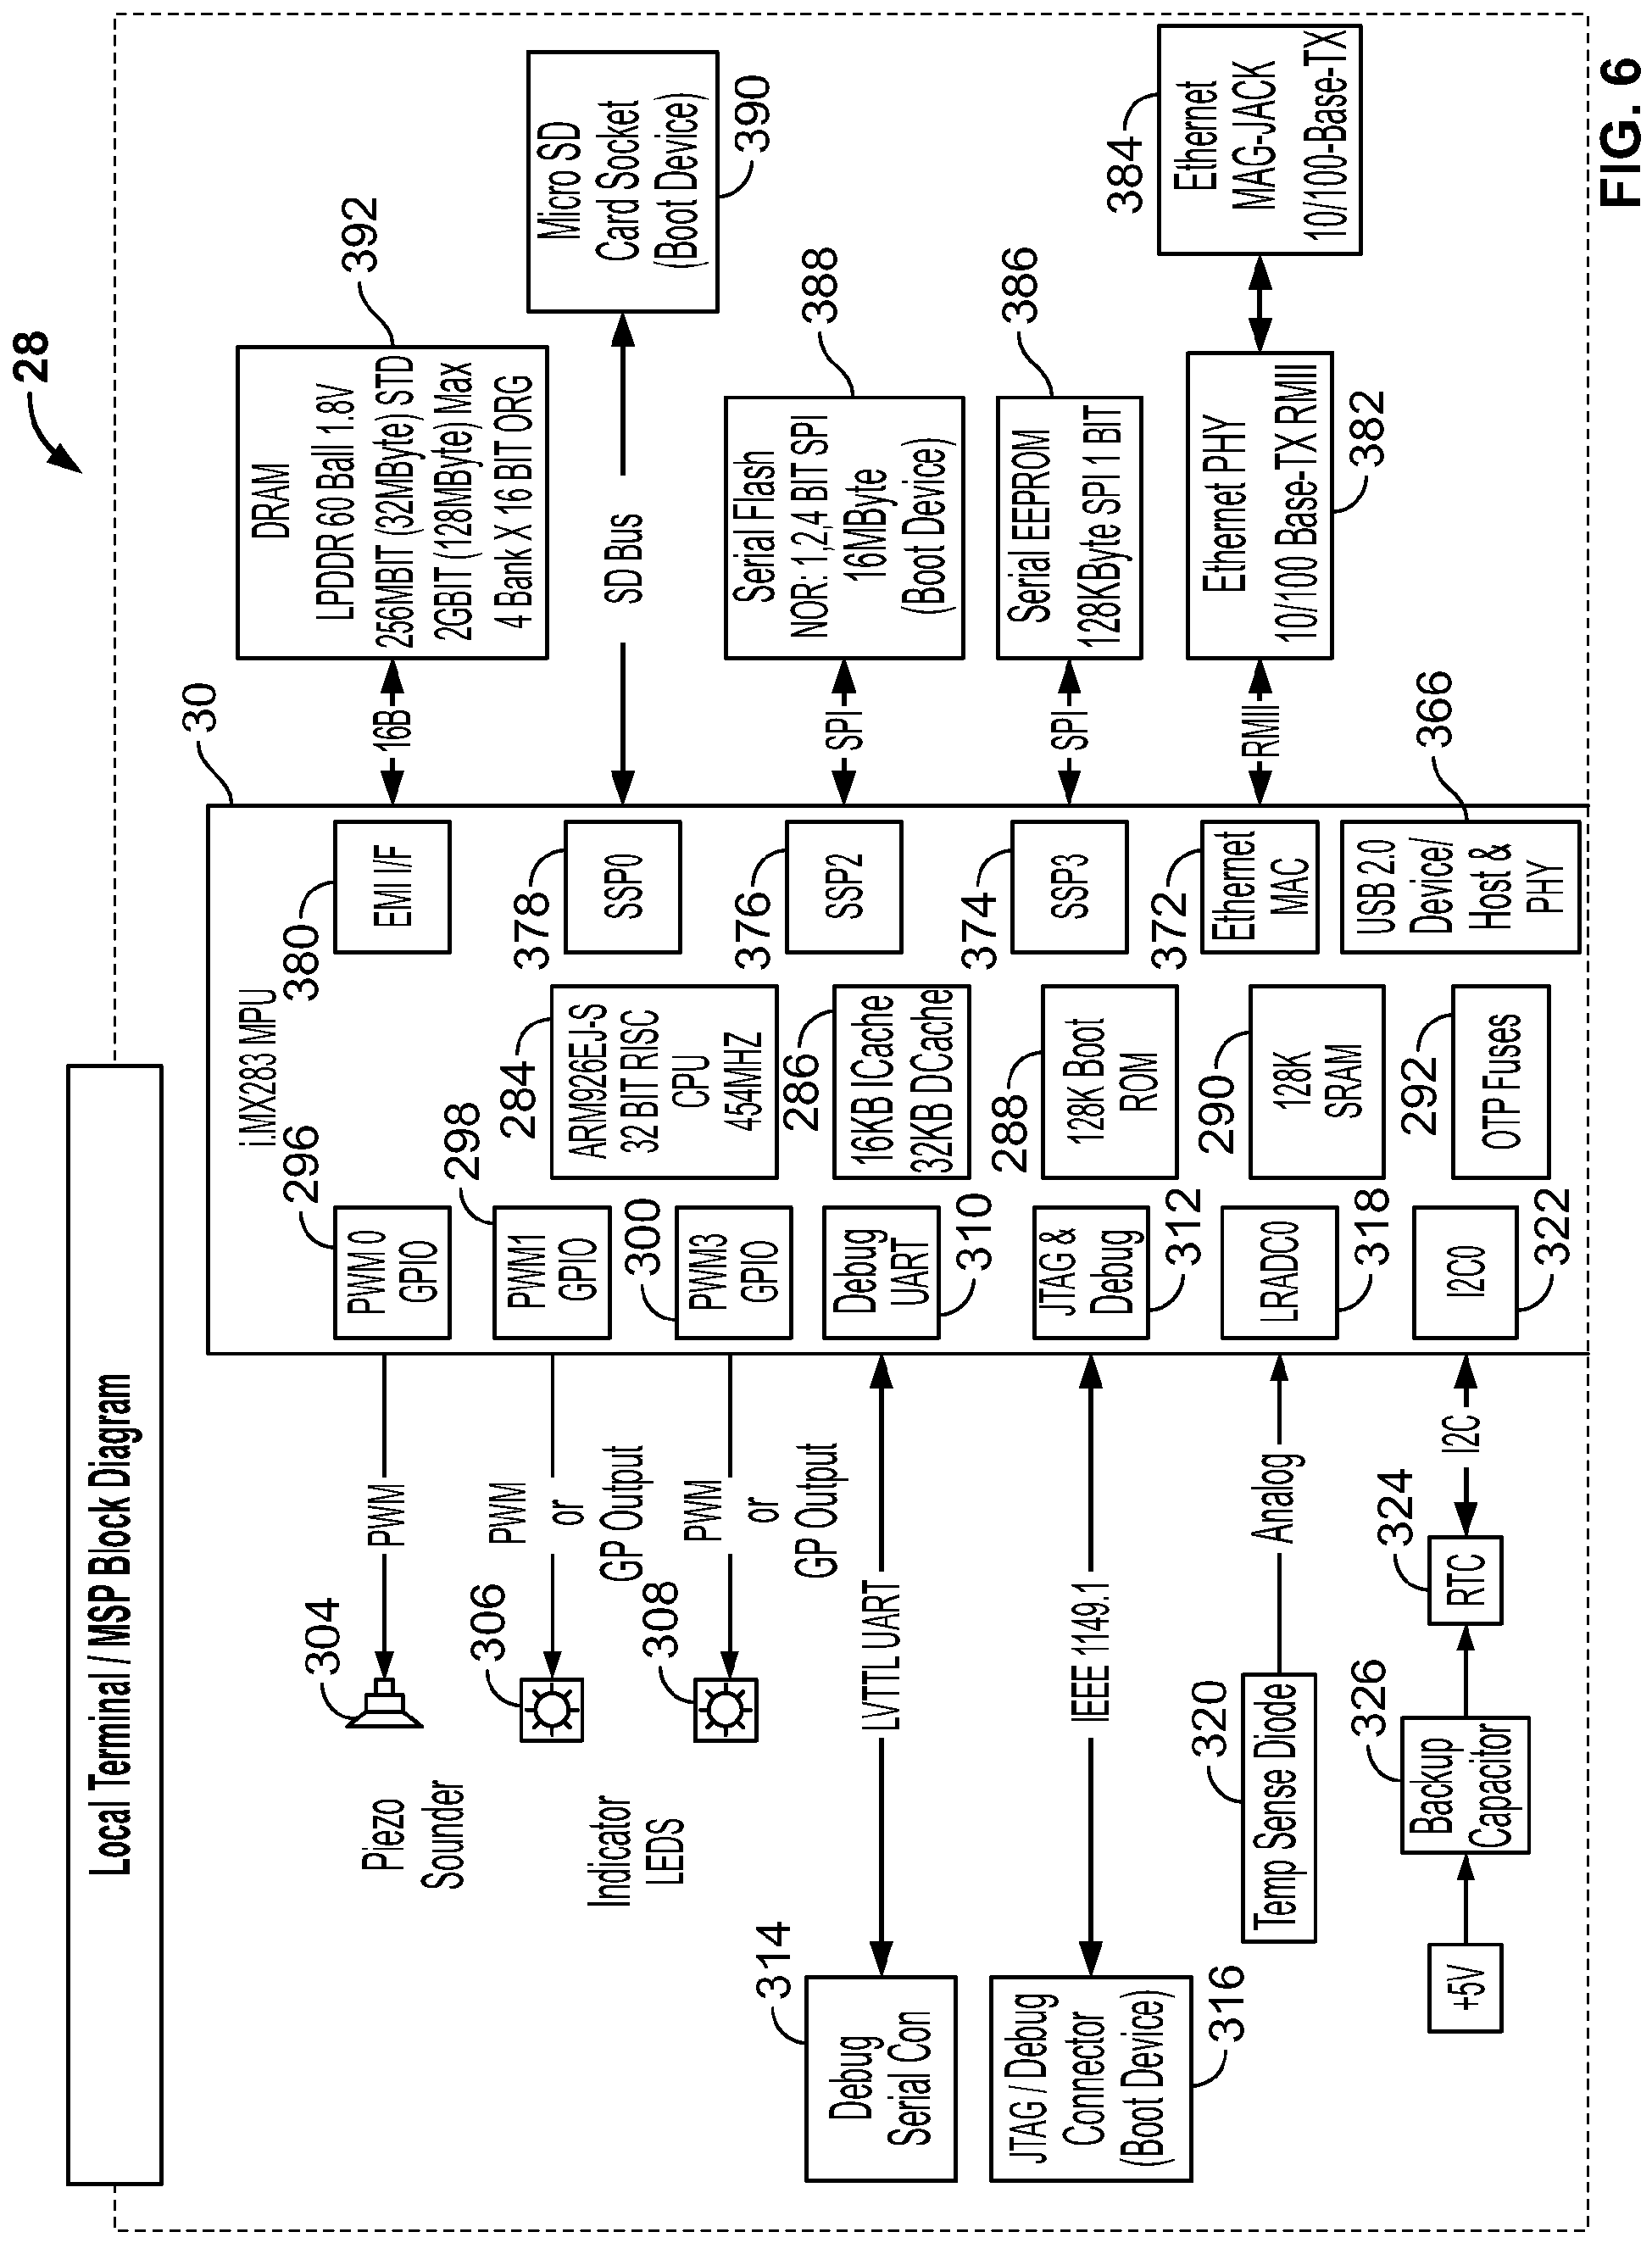 Local Terminal / MSP Block Diagram
28
30
i.MX283 MPU
Piezo
Sounder
304
PWM
296
PWM 0
GPIO
380
EMI I/F
16B
DRAM
LPDDR 60 Ball 1.8V
256MBIT (32MByte) STD
2GBIT (128MByte) Max
4 Bank X 16 BIT ORG
392
Indicator
LEDS
306
PWM
or
GP Output
298
PWM1
GPIO
284
ARM926EJ-S
32 BIT RISC
CPU
454MHZ
378
SSP0
SD Bus
Micro SD
Card Socket
(Boot Device)
390
308
PWM
or
GP Output
300
PWM3
GPIO
376
SSP2
SPI
Serial Flash
NOR: 1,2,4 BIT SPI
16MByte
(Boot Device)
388
314
Debug
Serial Con
LVTTL UART
Debug
UART
310
286
16KB ICache
32KB DCache
JTAG / Debug
Connector
(Boot Device)
316
IEEE 1149.1
JTAG &
Debug
312
288
128K Boot
ROM
374
SSP3
SPI
Serial EEPROM
128KByte SPI 1 BIT
386
320
Temp Sense Diode
Analog
LRADC0
318
290
128K
SRAM
372
Ethernet
MAC
RMII
Ethernet PHY
10/100 Base-TX RMII
382
384
Ethernet
MAG-JACK
10/100-Base-TX
+5V
326
Backup
Capacitor
324
RTC
I2C
I2C0
322
292
OTP Fuses
USB 2.0
Device/
Host &
PHY
366
FIG. 6